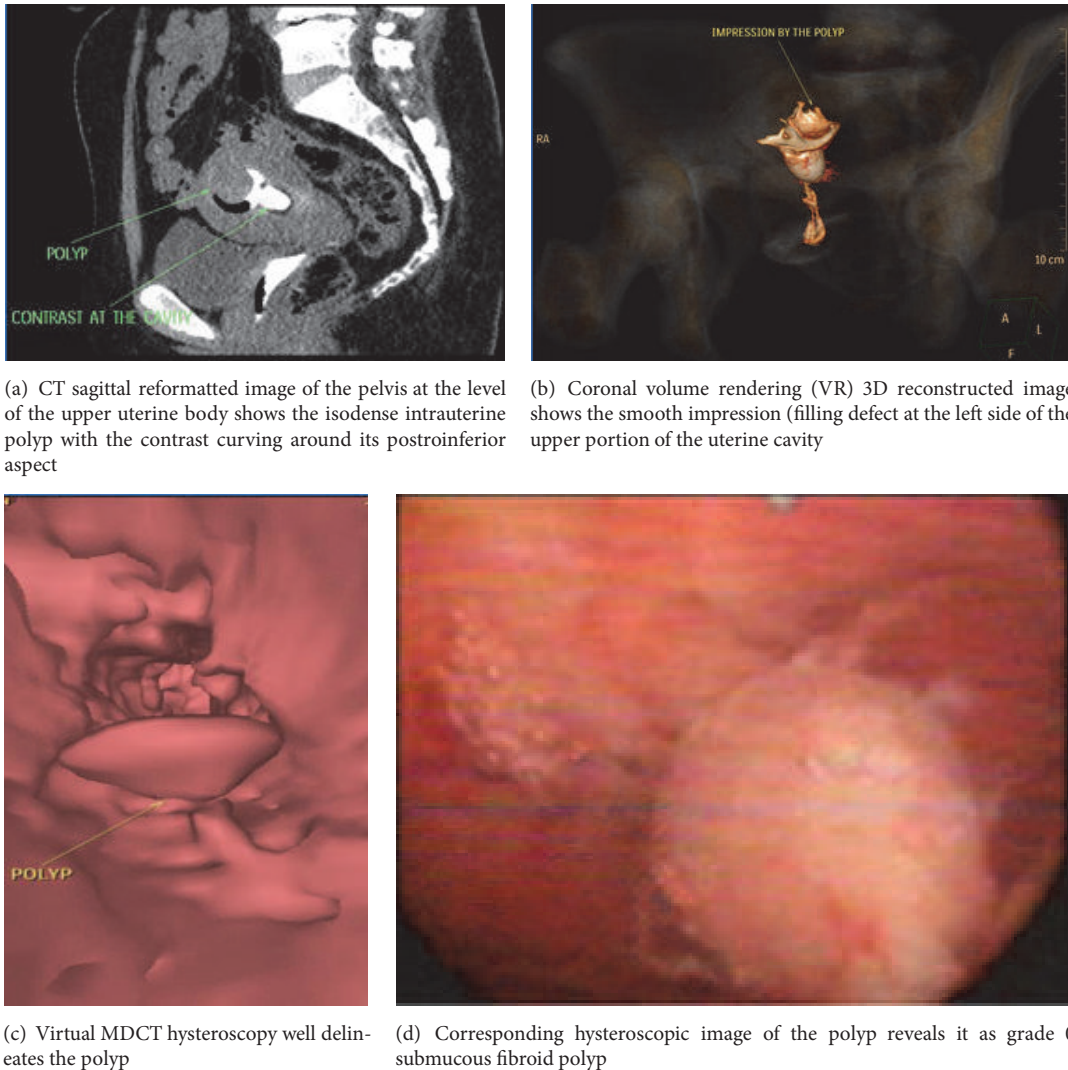 POLYP
CONTRAST AT THE CAVITY
IMPRESSION BY THE POLYP
RA
10 cm
A
L
F
(a) CT sagittal reformatted image of the pelvis at the level
of the upper uterine body shows the isodense intrauterine
polyp with the contrast curving around its postroinferior
aspect
(b) Coronal volume rendering (VR) 3D reconstructed image
shows the smooth impression (filling defect at the left side of the
upper portion of the uterine cavity
POLYP
(c) Virtual MDCT hysteroscopy well delin-
eates the polyp
(d) Corresponding hysteroscopic image of the polyp reveals it as grade
submucous fibroid polyp